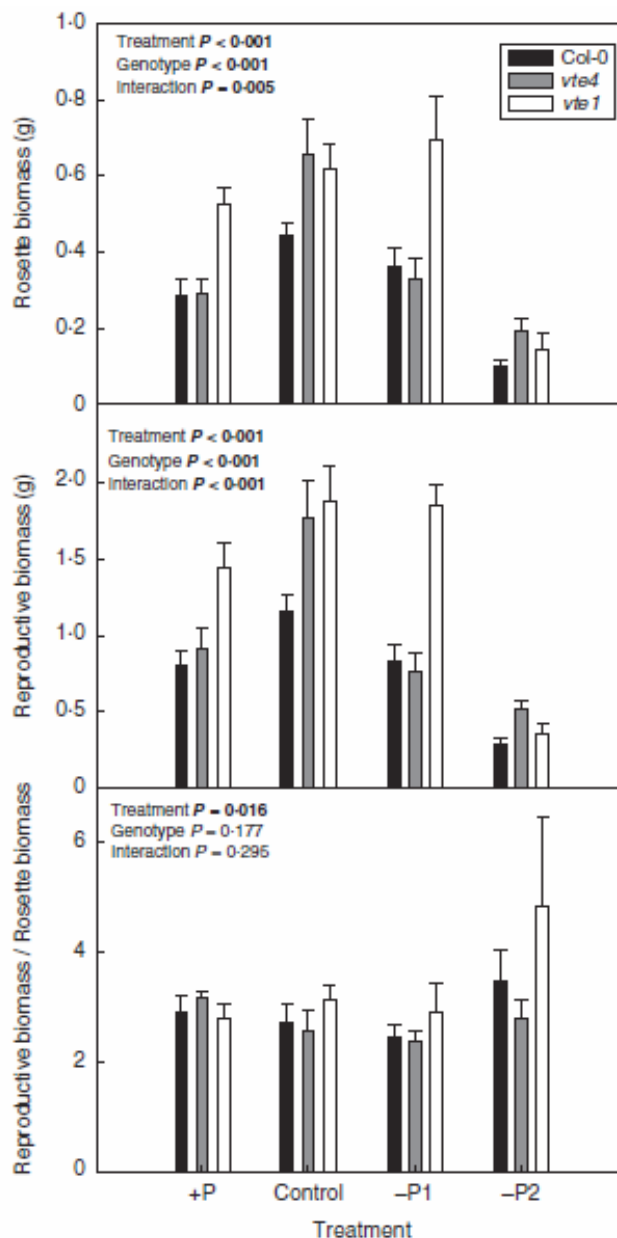 1·0
Treatment P < 0·001
Genotype P < 0·001
Interaction P = 0·005
Col-0
vte4
vte1
0·8
0·6
0·4
0·2
0
Rosette biomass (g)
Treatment P < 0·001
Genotype P < 0·001
Interaction P < 0·001
2·0
1·5
1·0
0·5
0
Reproductive biomass (g)
Treatment P = 0·016
Genotype P = 0·177
Interaction P = 0·295
6
4
2
0
Reproductive biomass / Rosette biomass
+P Control –P1 –P2
Treatment